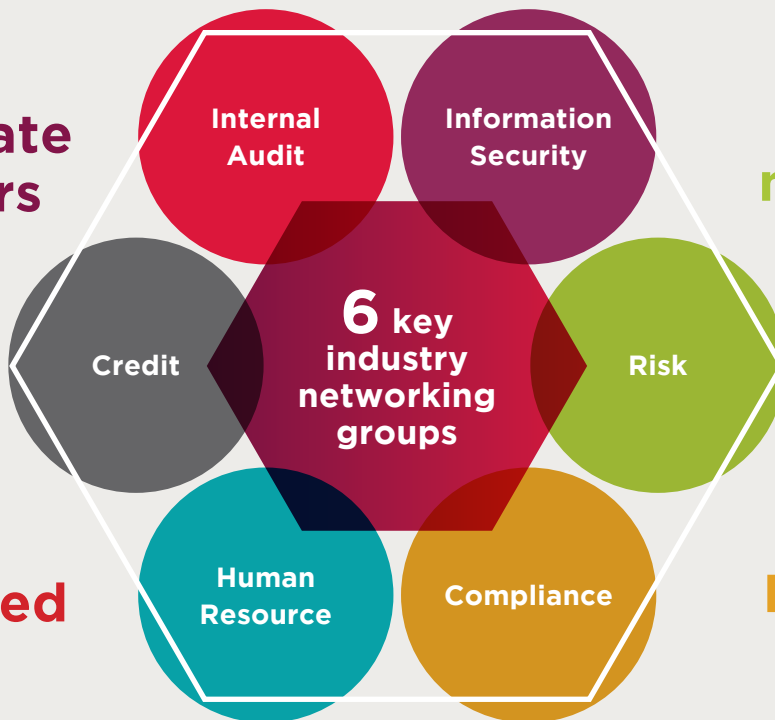 Internal
Audit
Information
Security
Credit
6 key
industry
networking
groups
Risk
Human
Resource
Compliance